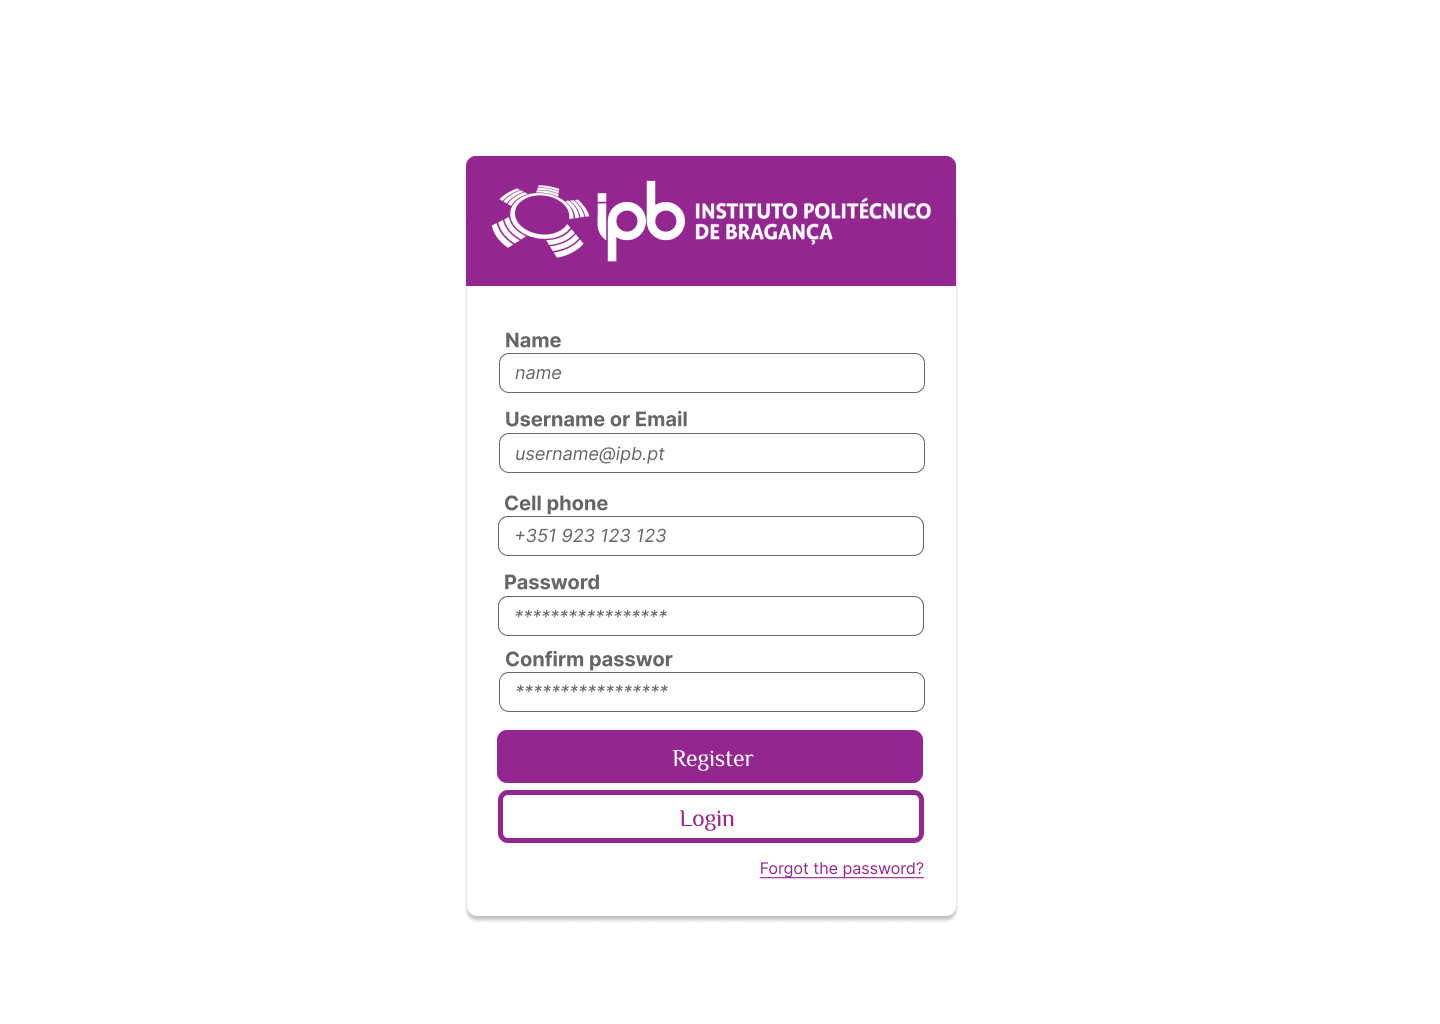 ipb
INSTITUTO POLITÉCNICO
DE BRAGANÇA
Name
name
Username or Email
username@ipb.pt
Cell phone
+351 923 123 123
Password
*****************
Confirm passwor
*****************
Register
Login
Forgot the password?